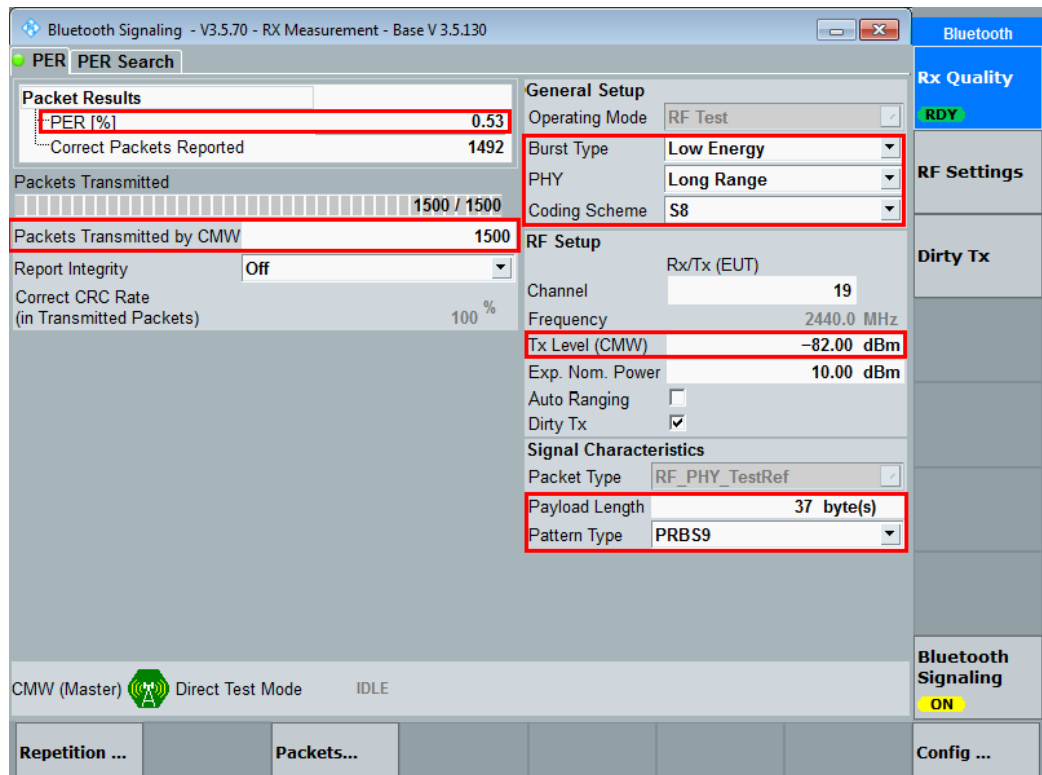 Bluetooth Signaling - V3.5.70 - RX Measurement - Base V 3.5.130
PER PER Search
Packet Results
PER [%] 0.53
Correct Packets Reported 1492
Packets Transmitted
1500 / 1500
Packets Transmitted by CMW 1500
Report Integrity Off
Correct CRC Rate
(in Transmitted Packets) 100 %
General Setup
Operating Mode RF Test
Burst Type Low Energy
PHY Long Range
Coding Scheme S8
RF Setup
Rx/Tx (EUT)
Channel 19
Frequency 2440.0 MHz
Tx Level (CMW) −82.00 dBm
Exp. Nom. Power 10.00 dBm
Auto Ranging
Dirty Tx
Signal Characteristics
Packet Type RF_PHY_TestRef
Payload Length 37 byte(s)
Pattern Type PRBS9
CMW (Master) Direct Test Mode IDLE
Bluetooth
Rx Quality
RDY
RF Settings
Dirty Tx
Bluetooth
Signaling
ON
Repetition ... Packets... Config ...